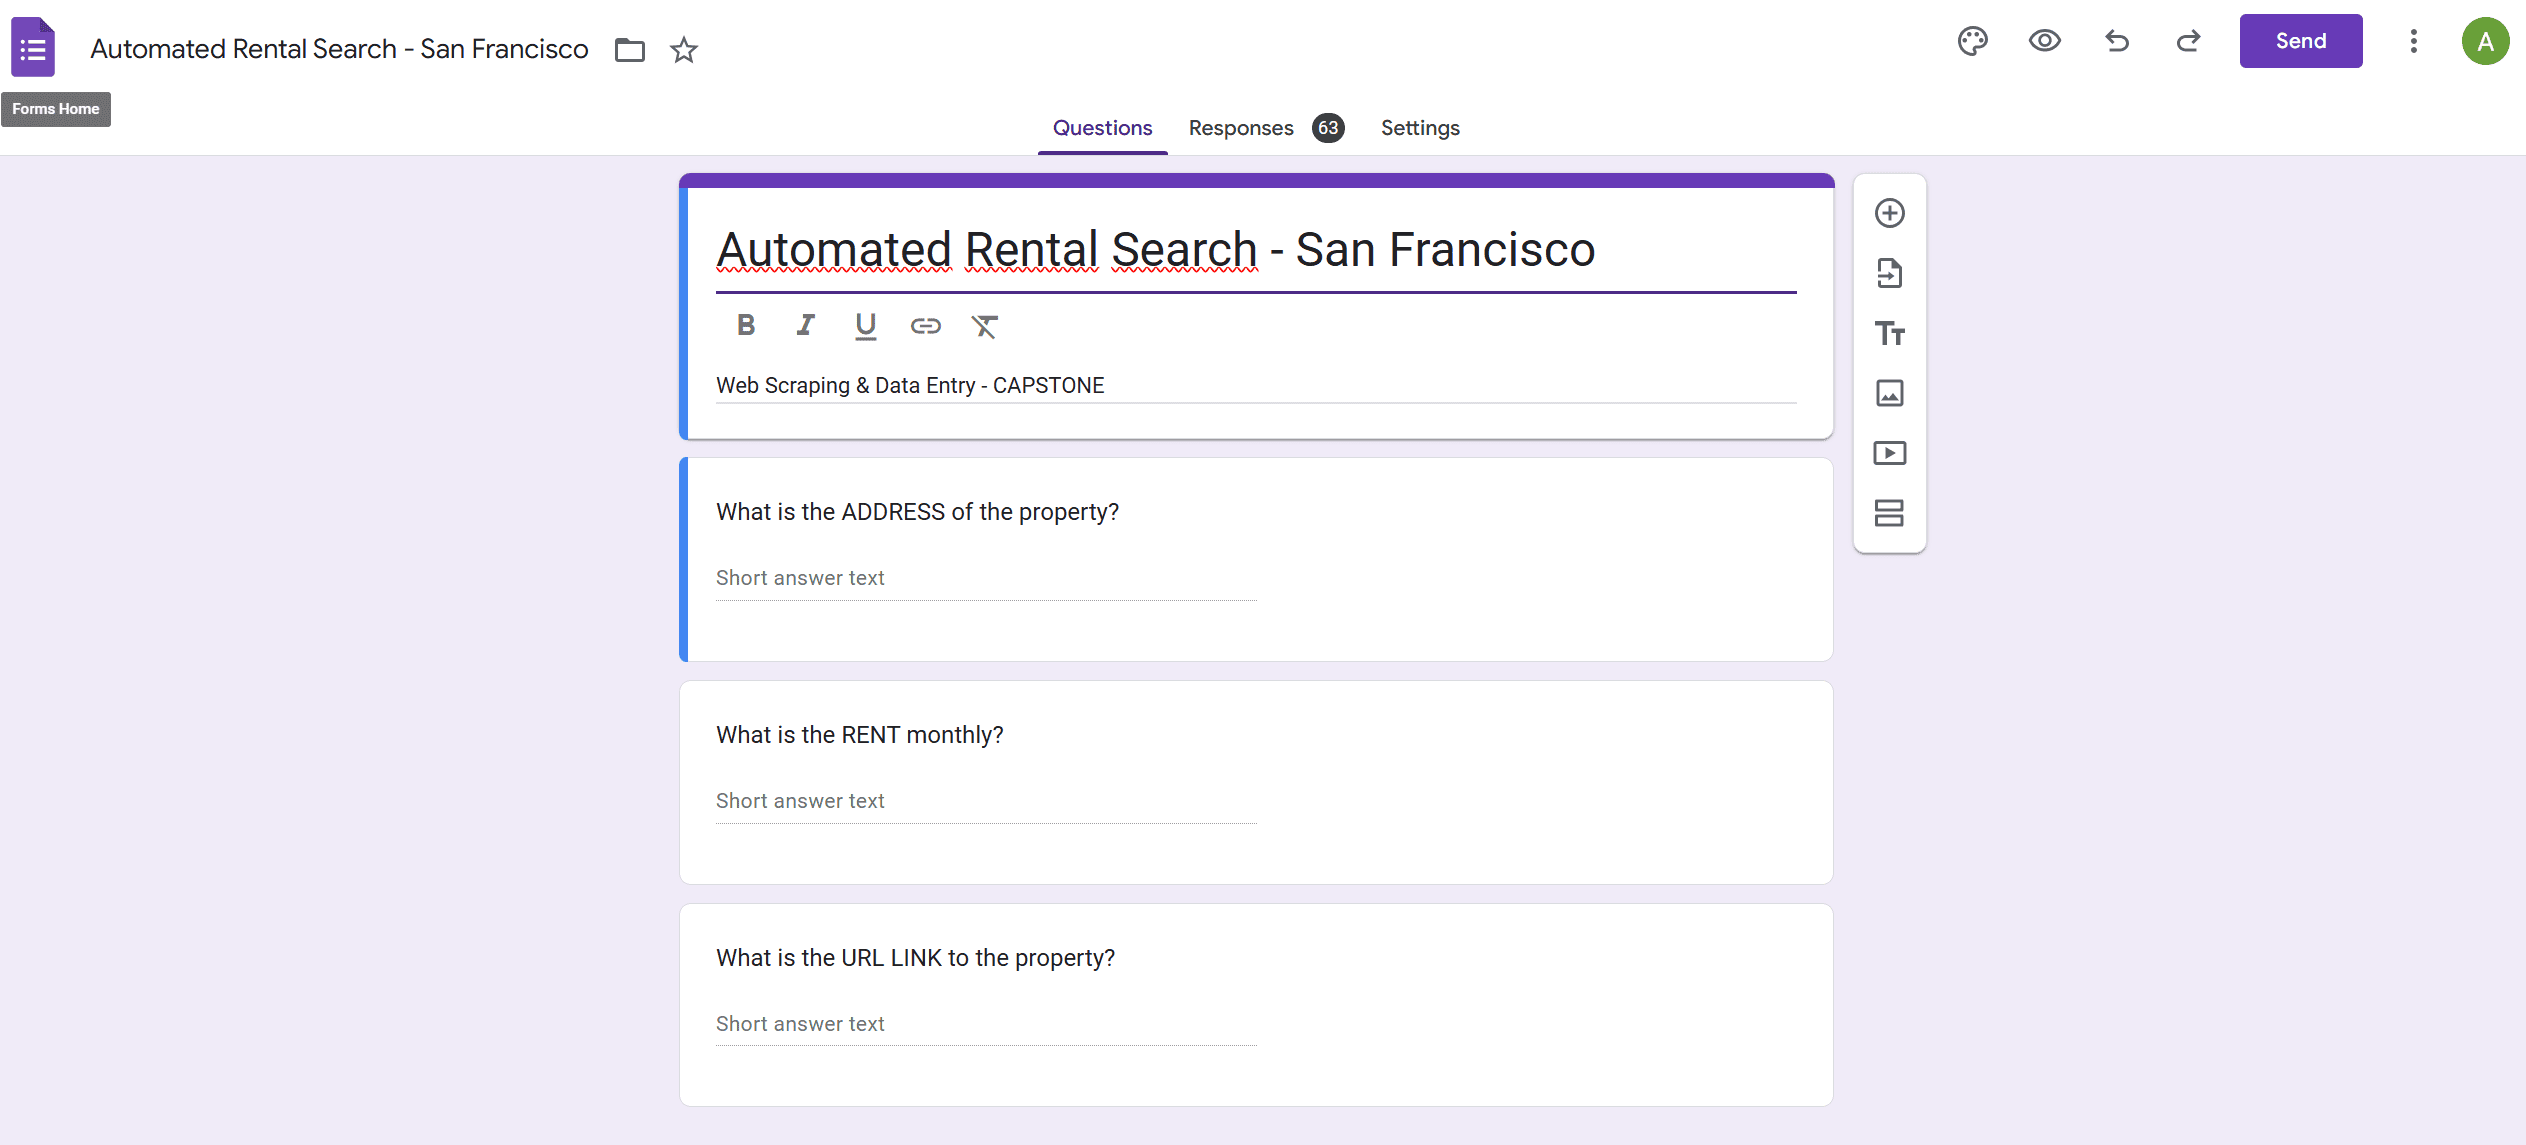 Automated Rental Search - San Francisco
Send
A
Forms Home
Questions
Responses 63
Settings
Automated Rental Search - San Francisco
B I U
Web Scraping & Data Entry - CAPSTONE
TT
What is the ADDRESS of the property?
Short answer text
What is the RENT monthly?
Short answer text
What is the URL LINK to the property?
Short answer text